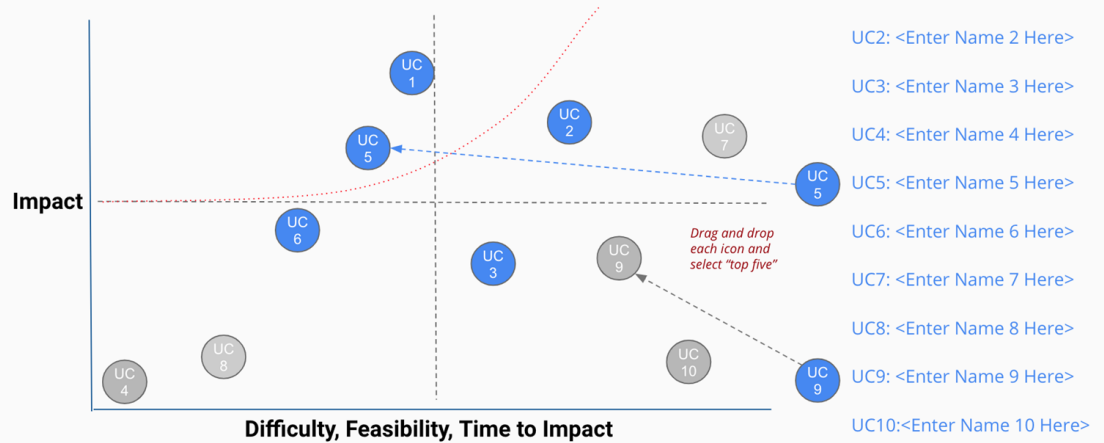 UC2: <Enter Name 2 Here>
UC
1
UC3: <Enter Name 3 Here>
UC
2
UC
7
UC4: <Enter Name 4 Here>
UC
5
UC
5
UC5: <Enter Name 5 Here>
Impact
UC
6
UC6: <Enter Name 6 Here>
Drag and drop
each icon and
select “top five”
UC
3
UC
9
UC7: <Enter Name 7 Here>
UC8: <Enter Name 8 Here>
UC
8
UC
10
UC
4
UC
9
UC9: <Enter Name 9 Here>
UC10:<Enter Name 10 Here>
Difficulty, Feasibility, Time to Impact